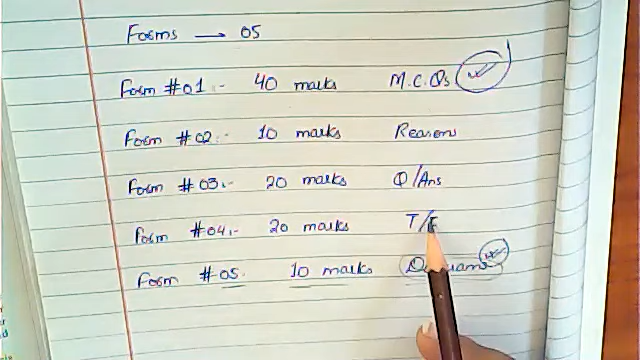 Forms → 05
Form #01:- 40 marks M.C.Qs
Form #02:- 10 marks Reasons
Form #03:- 20 marks Q/Ans
Form #04:- 20 marks T/F
Form #05:- 10 marks